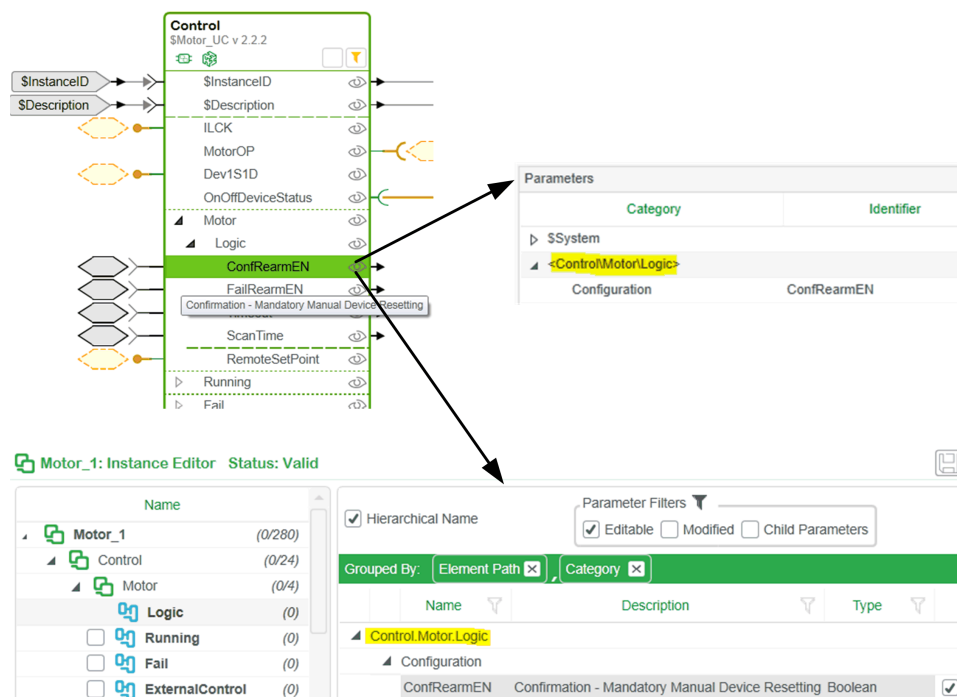 Control
$Motor_UC v 2.2.2
$InstanceID
$InstanceID
$Description
$Description
ILCK
MotorOP
Dev1S1D
OnOffDeviceStatus
Motor
Logic
ConfRearmEN
FailRearmEN
Confirmation - Mandatory Manual Device Resetting
ScanTime
RemoteSetPoint
Running
Fail
Parameters
Category Identifier
$System
<Control\Motor\Logic>
Configuration ConfRearmEN
Motor_1: Instance Editor Status: Valid
Name
Motor_1 (0/280)
Control (0/24)
Motor (0/4)
Logic (0)
Running (0)
Fail (0)
ExternalControl (0)
Hierarchical Name
Parameter Filters
Editable Modified Child Parameters
Grouped By: Element Path , Category
Name Description Type
Control.Motor.Logic
Configuration
ConfRearmEN Confirmation - Mandatory Manual Device Resetting Boolean